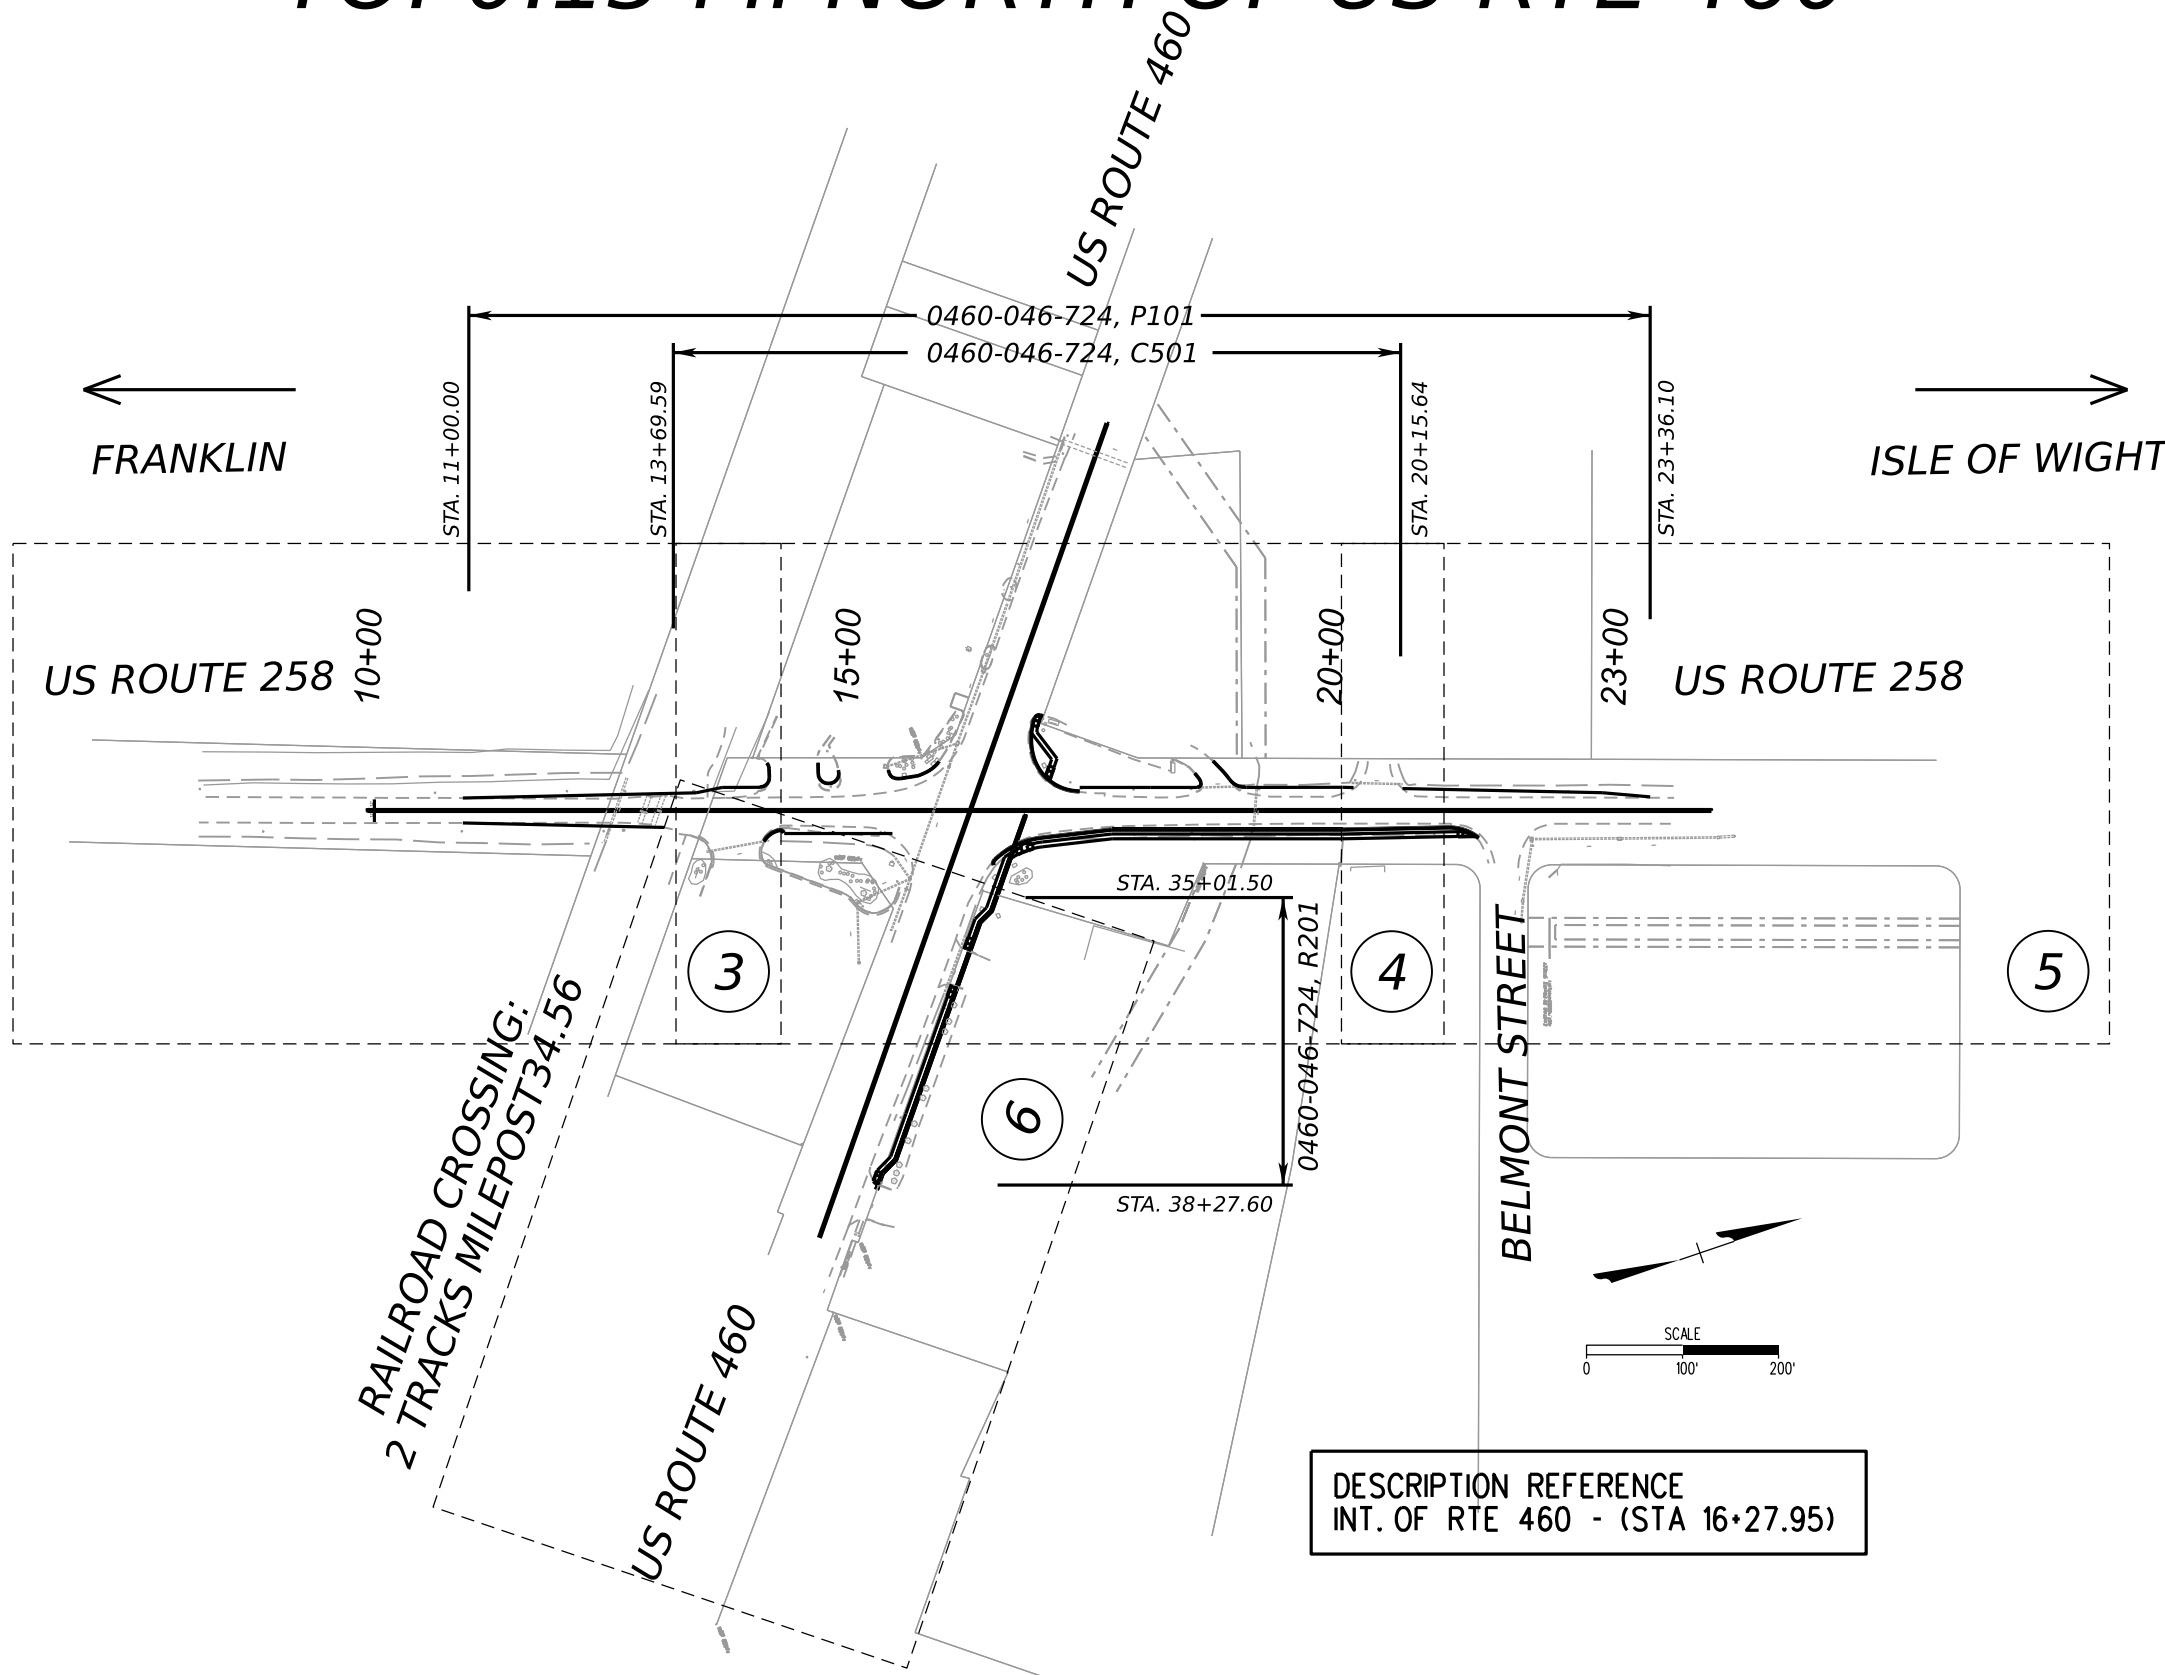 US ROUTE 460
0460-046-724, P101
0460-046-724, C501
STA. 11+00.00
STA. 13+69.59
STA. 20+15.64
STA. 23+36.10
FRANKLIN
ISLE OF WIGHT
US ROUTE 258
10+00
15+00
20+00
23+00
US ROUTE 258
STA. 35+01.50
0460-046-724, R201
STA. 38+27.60
3
4
5
6
BELMONT STREET
RAILROAD CROSSING:
2 TRACKS MILEPOST34.56
US ROUTE 460
SCALE
0 100' 200'
DESCRIPTION REFERENCE
INT. OF RTE 460 - (STA 16+27.95)